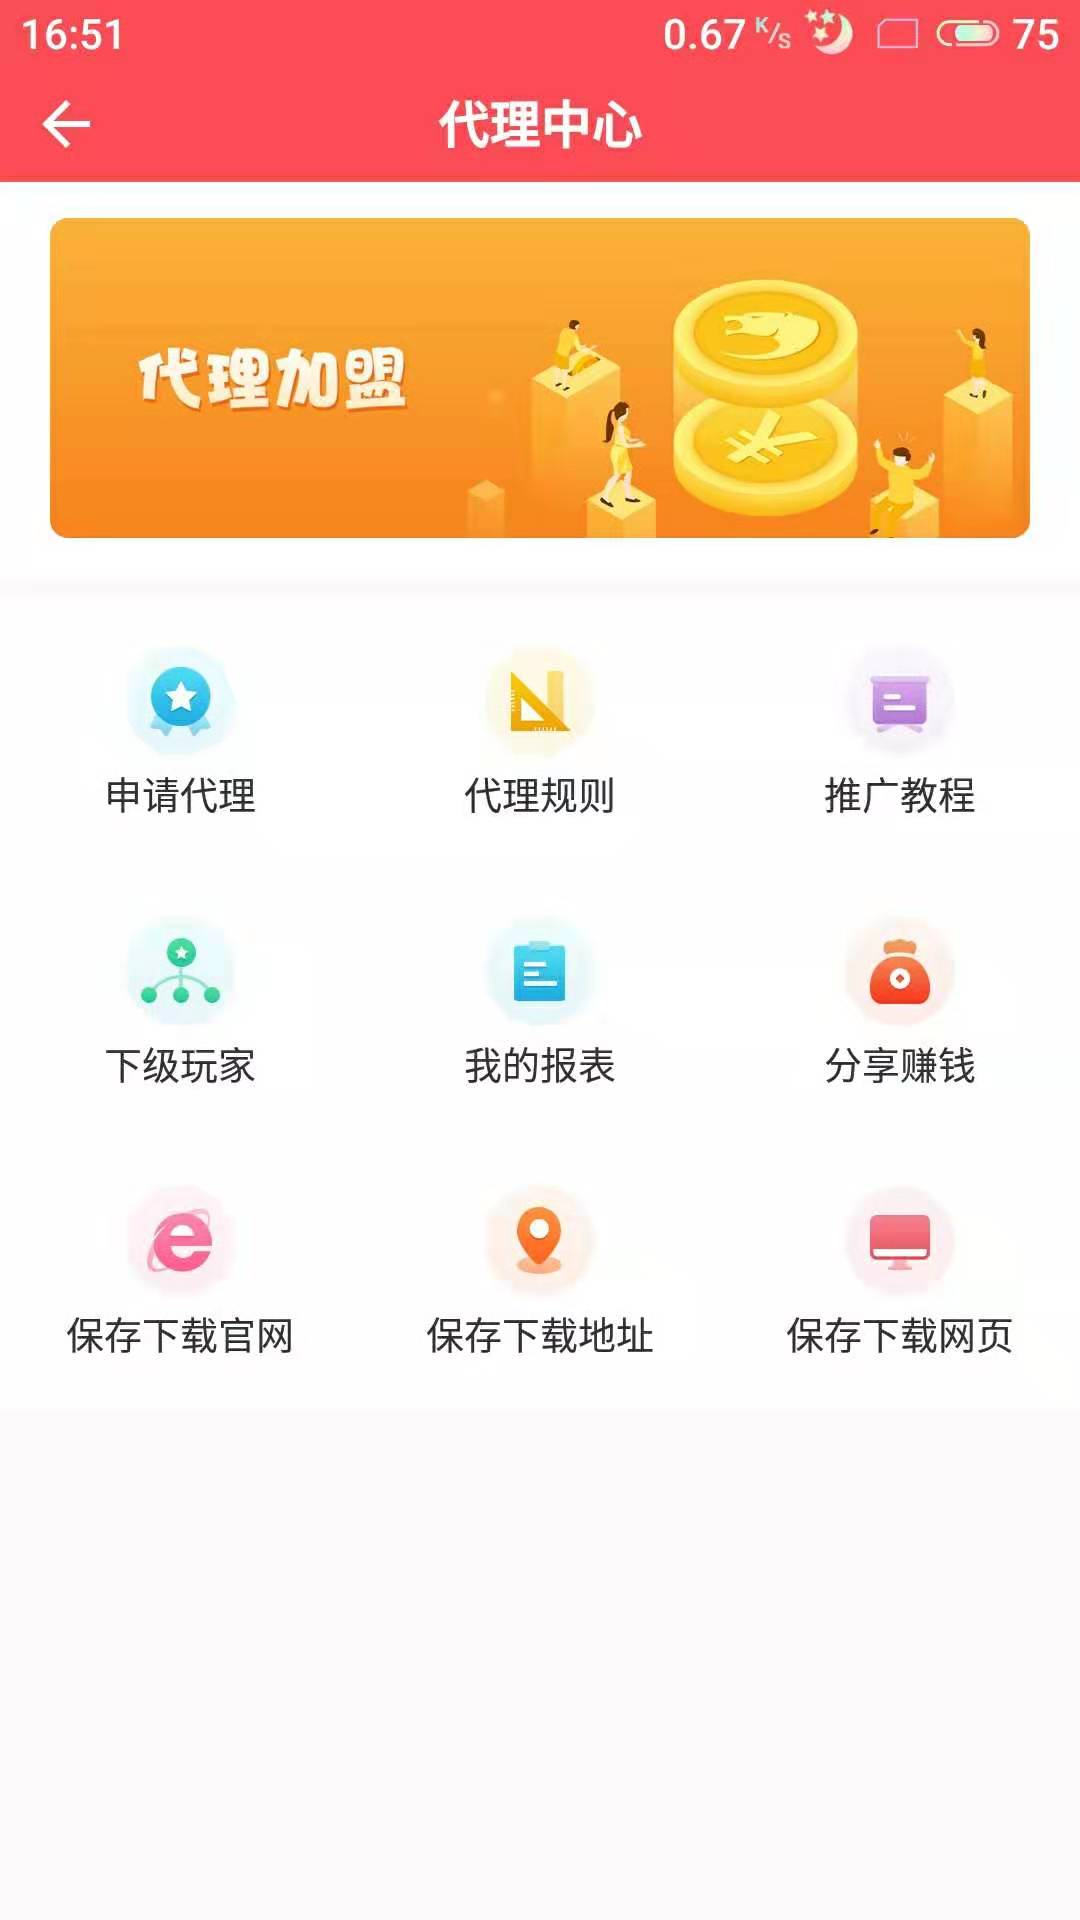 16:51
0.67 K/s 75
代理中心
代理加盟
申请代理
代理规则
推广教程
下级玩家
我的报表
分享赚钱
保存下载官网
保存下载地址
保存下载网页